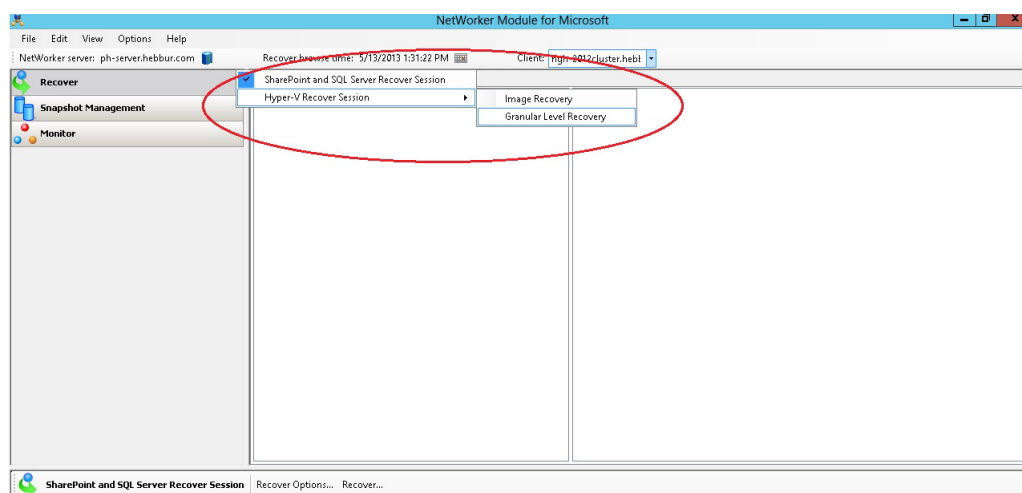 NetWorker Module for Microsoft
File Edit View Options Help
NetWorker server: ph-server.hebbur.com Recover browse time: 5/13/2013 1:31:22 PM Client:
Recover
SharePoint and SQL Server Recover Session
Hyper-V Recover Session
Image Recovery
Granular Level Recovery
Snapshot Management
Monitor
SharePoint and SQL Server Recover Session Recover Options... Recover...